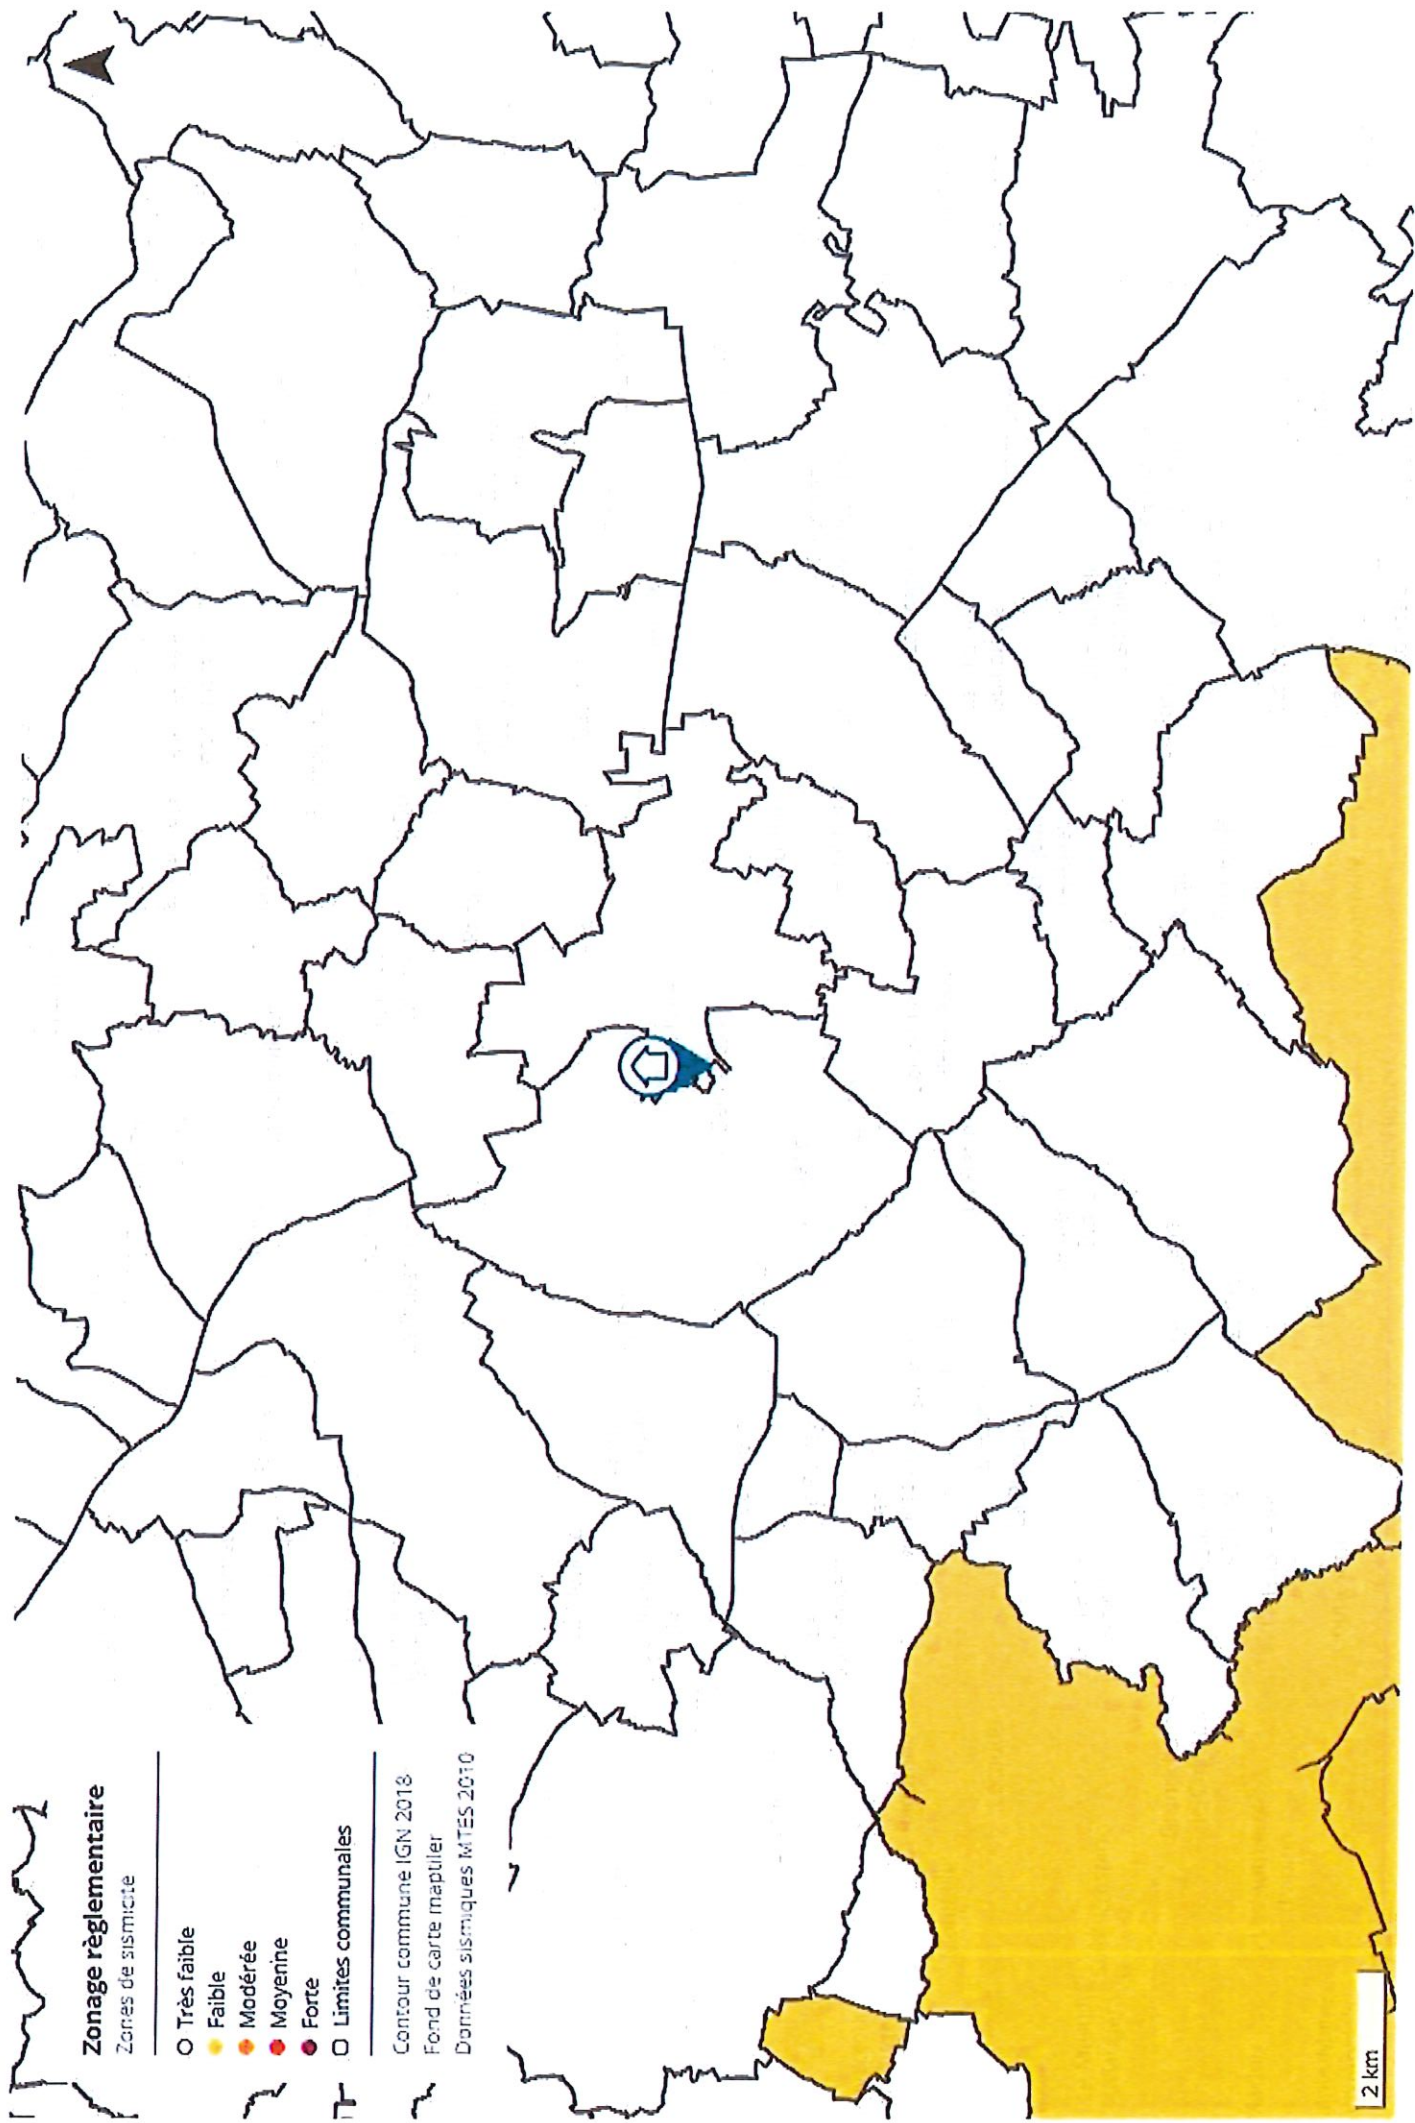 Zonage règlementaire
Zones de sismicité
Très faible
Faible
Modérée
Moyenne
Forte
Limites communales
Contour commune IGN 2018
Fond de carte maptiler
Données sismiques MTES 2010
2 km